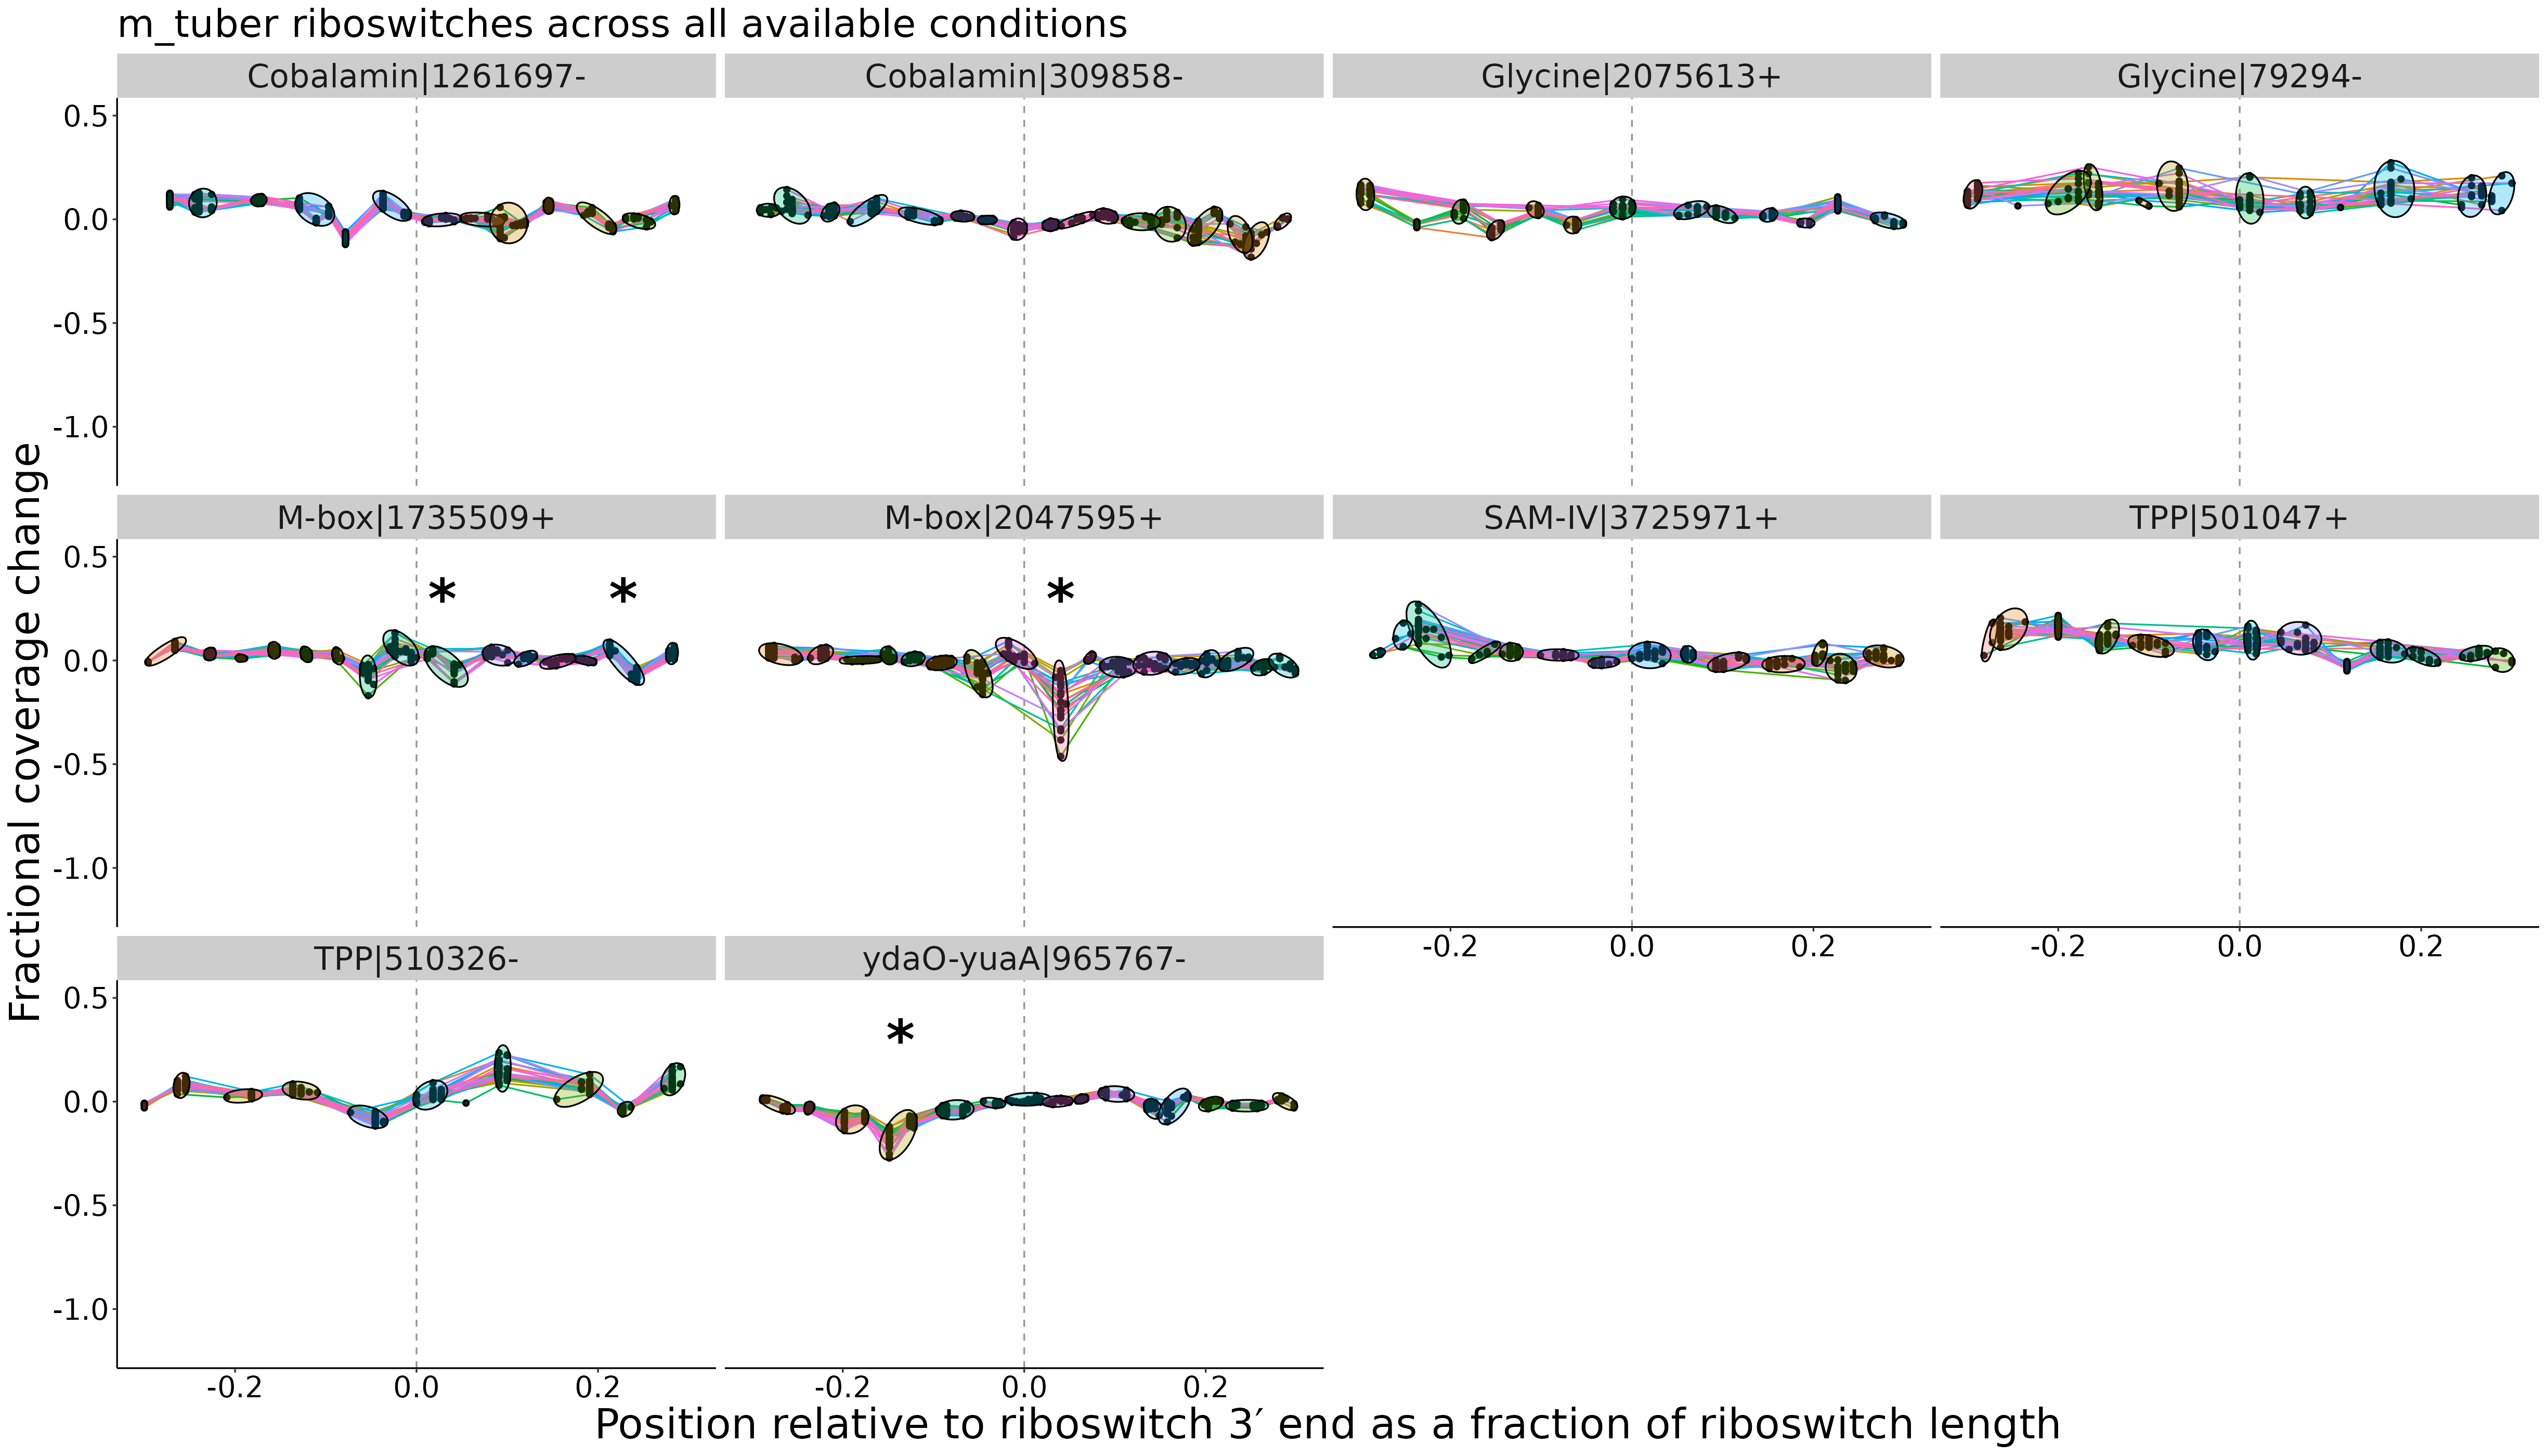 m_tuber riboswitches across all available conditions
Cobalamin|1261697-
Cobalamin|309858-
Glycine|2075613+
Glycine|79294-
0.5
0.0
-0.5
-1.0
M-box|1735509+
M-box|2047595+
SAM-IV|3725971+
TPP|501047+
0.5
0.0
-0.5
-1.0
*
*
*
-0.2
0.0
0.2
-0.2
0.0
0.2
TPP|510326-
ydaO-yuaA|965767-
0.5
0.0
-0.5
-1.0
*
-0.2
0.0
0.2
-0.2
0.0
0.2
Fractional coverage change
Position relative to riboswitch 3′ end as a fraction of riboswitch length